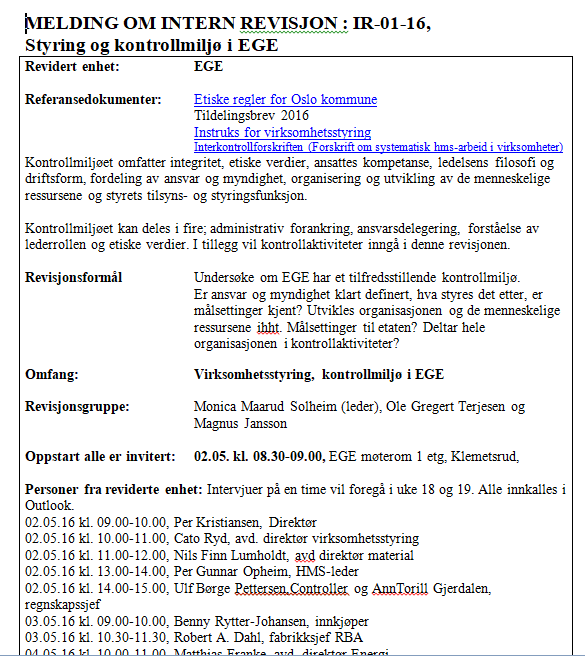 MELDING OM INTERN REVISJON : IR-01-16,
Styring og kontrollmiljø i EGE
Revidert enhet: EGE
Referansedokumenter: Etiske regler for Oslo kommune
Tildelingsbrev 2016
Instruks for virksomhetsstyring
Interkontrollforskriften (Forskrift om systematisk hms-arbeid i virksomheter)
Kontrollmiljøet omfatter integritet, etiske verdier, ansattes kompetanse, ledelsens filosofi og
driftsform, fordeling av ansvar og myndighet, organisering og utvikling av de menneskelige
ressursene og styrets tilsyns- og styringsfunksjon.
Kontrollmiljøet kan deles i fire; administrativ forankring, ansvarsdelegering, forståelse av
lederrollen og etiske verdier. I tillegg vil kontrollaktiviteter inngå i denne revisjonen.
Revisjonsformål Undersøke om EGE har et tilfredsstillende kontrollmiljø.
Er ansvar og myndighet klart definert, hva styres det etter, er
målsettinger kjent? Utvikles organisasjonen og de menneskelige
ressursene ihht. Målsettinger til etaten? Deltar hele
organisasjonen i kontrollaktiviteter?
Omfang: Virksomhetsstyring, kontrollmiljø i EGE
Revisjonsgruppe: Monica Maarud Solheim (leder), Ole Gregert Terjesen og
Magnus Jansson
Oppstart alle er invitert: 02.05. kl. 08.30-09.00, EGE møterom 1 etg, Klemetsrud,
Personer fra reviderte enhet: Intervjuer på en time vil foregå i uke 18 og 19. Alle innkalles i
Outlook.
02.05.16 kl. 09.00-10.00, Per Kristiansen, Direktør
02.05.16 kl. 10.00-11.00, Cato Ryd, avd. direktør virksomhetsstyring
02.05.16 kl. 11.00-12.00, Nils Finn Lumholdt, avd direktør material
02.05.16 kl. 13.00-14.00, Per Gunnar Opheim, HMS-leder
02.05.16 kl. 14.00-15.00, Ulf Børge Pettersen,Controller og AnnTorill Gjerdalen,
regnskapssjef
03.05.16 kl. 09.00-10.00, Benny Rytter-Johansen, innkjøper
03.05.16 kl. 10.30-11.30, Robert A. Dahl, fabrikksjef RBA
04.05.16 kl. 10.00-11.00, Matthias Franke, avd. direktør Energi